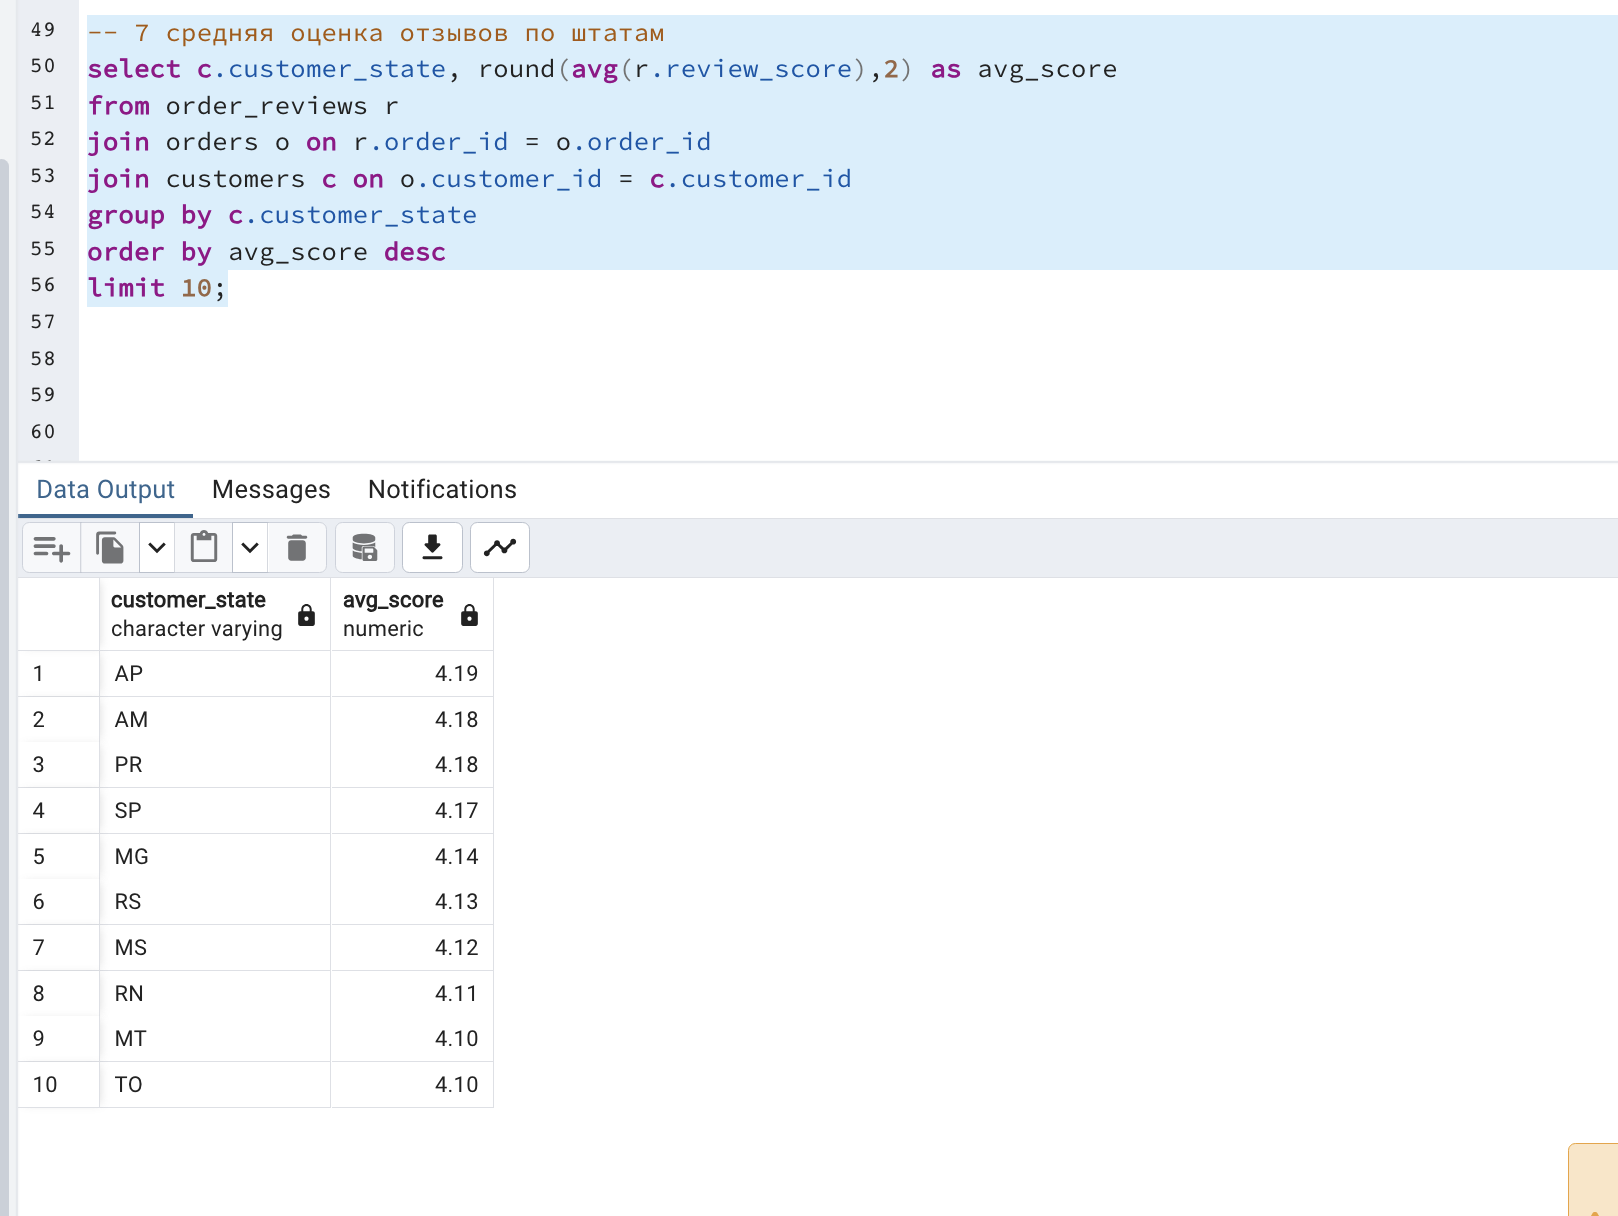 49 -- 7 средняя оценка отзывов по штатам
50 select c.customer_state, round(avg(r.review_score),2) as avg_score
51 from order_reviews r
52 join orders o on r.order_id = o.order_id
53 join customers c on o.customer_id = c.customer_id
54 group by c.customer_state
55 order by avg_score desc
56 limit 10;
57
58
59
60
Data Output Messages Notifications
customer_state avg_score
character varying numeric
1 AP 4.19
2 AM 4.18
3 PR 4.18
4 SP 4.17
5 MG 4.14
6 RS 4.13
7 MS 4.12
8 RN 4.11
9 MT 4.10
10 TO 4.10